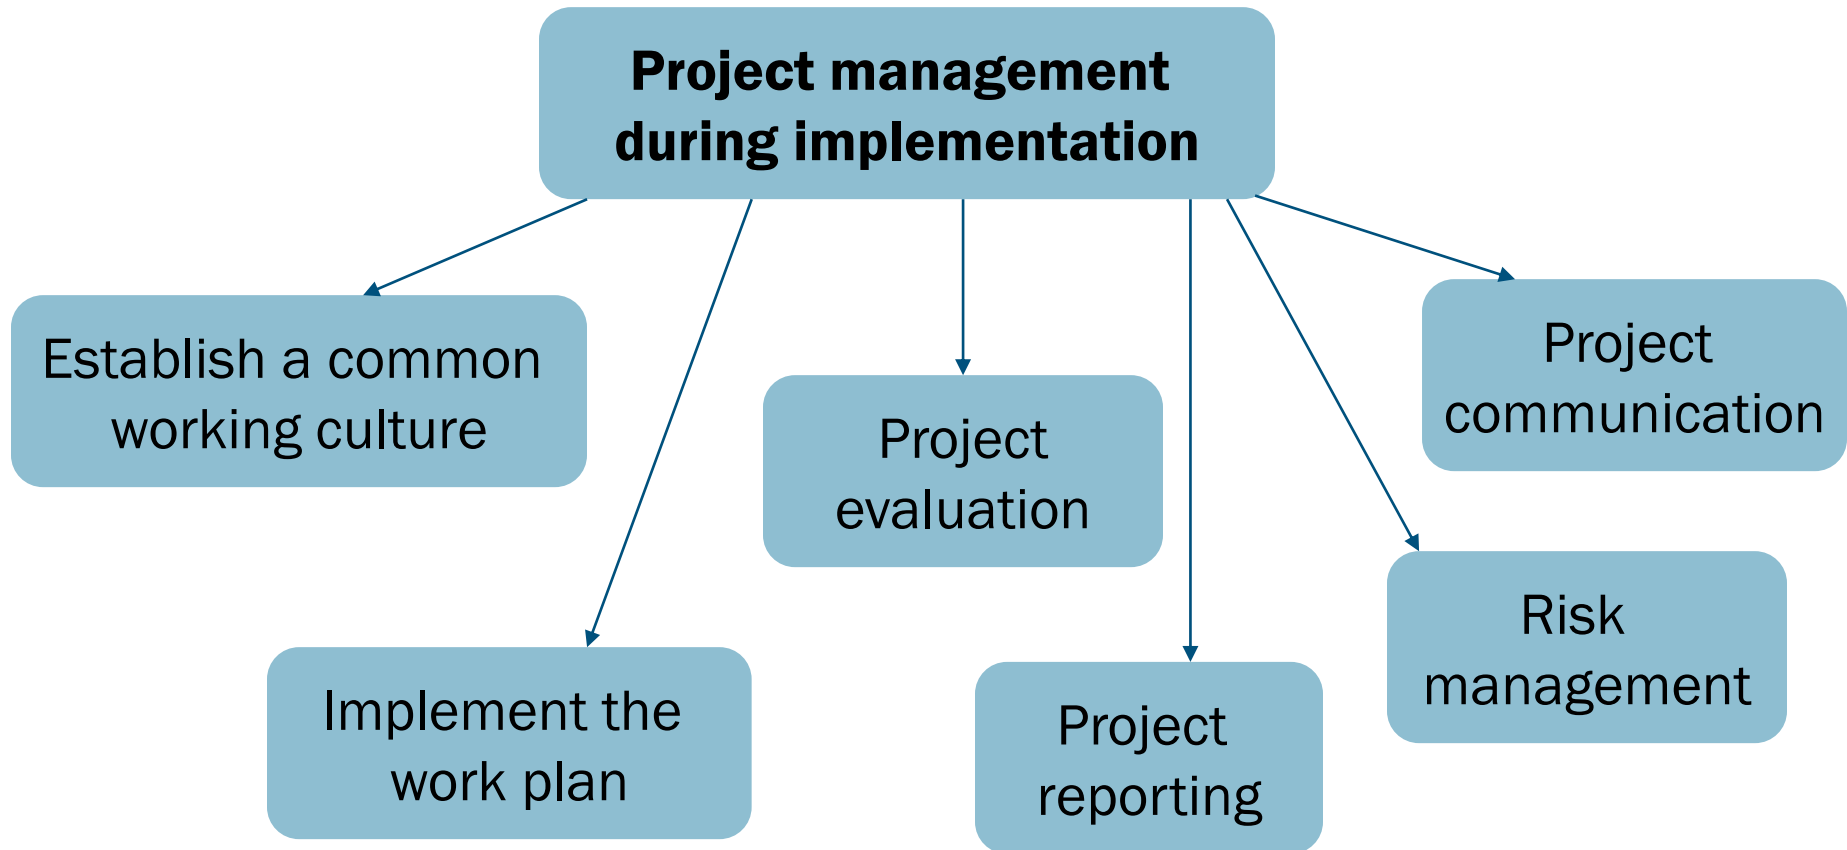 Project management
during implementation
Establish a common
working culture
Implement the
work plan
Project
evaluation
Project
reporting
Risk
management
Project
communication